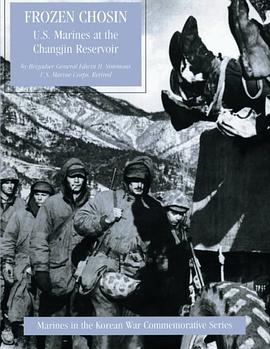 FROZEN CHOSIN
U.S. Marines at the
Changjin Reservoir
by Brigadier General Edwin H. Simmons
U.S. Marine Corps, Retired
Marines in the Korean War Commemorative Series